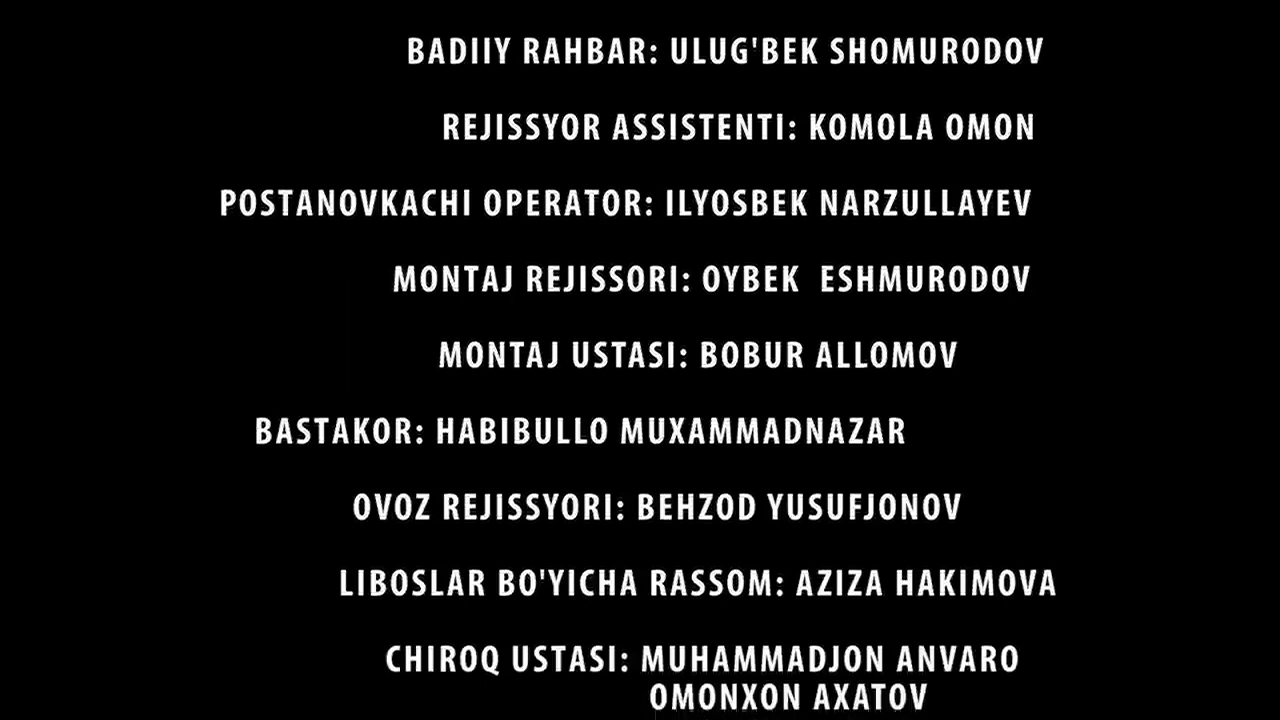 BADIIY RAHBAR: ULUG'BEK SHOMURODOV
REJISSYOR ASSISTENTI: KOMOLA OMON
POSTANOVKACHI OPERATOR: ILYOSBEK NARZULLAYEV
MONTAJ REJISSORI: OYBEK  ESHMURODOV
MONTAJ USTASI: BOBUR ALLOMOV
BASTAKOR: HABIBULLO MUXAMMADNAZAR
OVOZ REJISSYORI: BEHZOD YUSUFJONOV
LIBOSLAR BO'YICHA RASSOM: AZIZA HAKIMOVA
CHIROQ USTASI: MUHAMMADJON ANVARO
OMONXON AXATOV